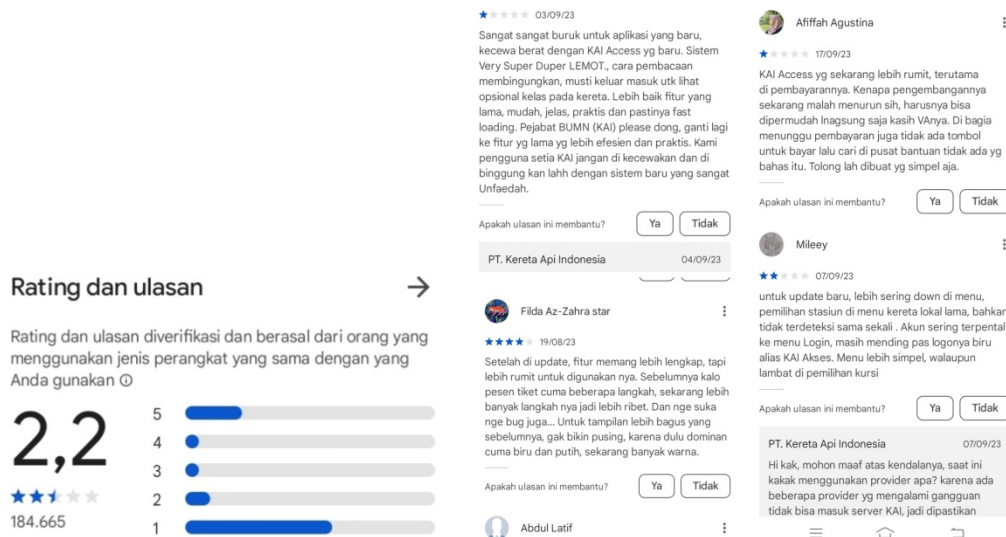 Rating dan ulasan
Rating dan ulasan diverifikasi dan berasal dari orang yang
menggunakan jenis perangkat yang sama dengan yang
Anda gunakan
2,2
184.665
5
4
3
2
1
03/09/23
Sangat sangat buruk untuk aplikasi yang baru,
kecewa berat dengan KAI Access yg baru. Sistem
Very Super Duper LEMOT., cara pembacaan
membingungkan, musti keluar masuk utk lihat
opsional kelas pada kereta. Lebih baik fitur yang
lama, mudah, jelas, praktis dan pastinya fast
loading. Pejabat BUMN (KAI) please dong, ganti lagi
ke fitur yg lama yg lebih efesien dan praktis. Kami
pengguna setia KAI jangan di kecewakan dan di
binggung kan lahh dengan sistem baru yang sangat
Unfaedah.
Apakah ulasan ini membantu?
Ya
Tidak
PT. Kereta Api Indonesia
04/09/23
Filda Az-Zahra star
19/08/23
Setelah di update, fitur memang lebih lengkap, tapi
lebih rumit untuk digunakan nya. Sebelumnya kalo
pesen tiket cuma beberapa langkah, sekarang lebih
banyak langkah nya jadi lebih ribet. Dan nge suka
nge bug juga... Untuk tampilan lebih bagus yang
sebelumnya, gak bikin pusing, karena dulu dominan
cuma biru dan putih, sekarang banyak warna.
Apakah ulasan ini membantu?
Ya
Tidak
Abdul Latif
Afiffah Agustina
17/09/23
KAI Access yg sekarang lebih rumit, terutama
di pembayarannya. Kenapa pengembangannya
sekarang malah menurun sih, harusnya bisa
dipermudah lnagsung saja kasih VAnya. Di bagia
menunggu pembayaran juga tidak ada tombol
untuk bayar lalu cari di pusat bantuan tidak ada yg
bahas itu. Tolong lah dibuat yg simpel aja.
Apakah ulasan ini membantu?
Ya
Tidak
Mileey
07/09/23
untuk update baru, lebih sering down di menu,
pemilihan stasiun di menu kereta lokal lama, bahkan
tidak terdeteksi sama sekali . Akun sering terpental
ke menu Login, masih mending pas logonya biru
alias KAI Akses. Menu lebih simpel, walaupun
lambat di pemilihan kursi
Apakah ulasan ini membantu?
Ya
Tidak
PT. Kereta Api Indonesia
07/09/23
Hi kak, mohon maaf atas kendalanya, saat ini
kakak menggunakan provider apa? karena ada
beberapa provider yg mengalami gangguan
tidak bisa masuk server KAI, jadi dipastikan